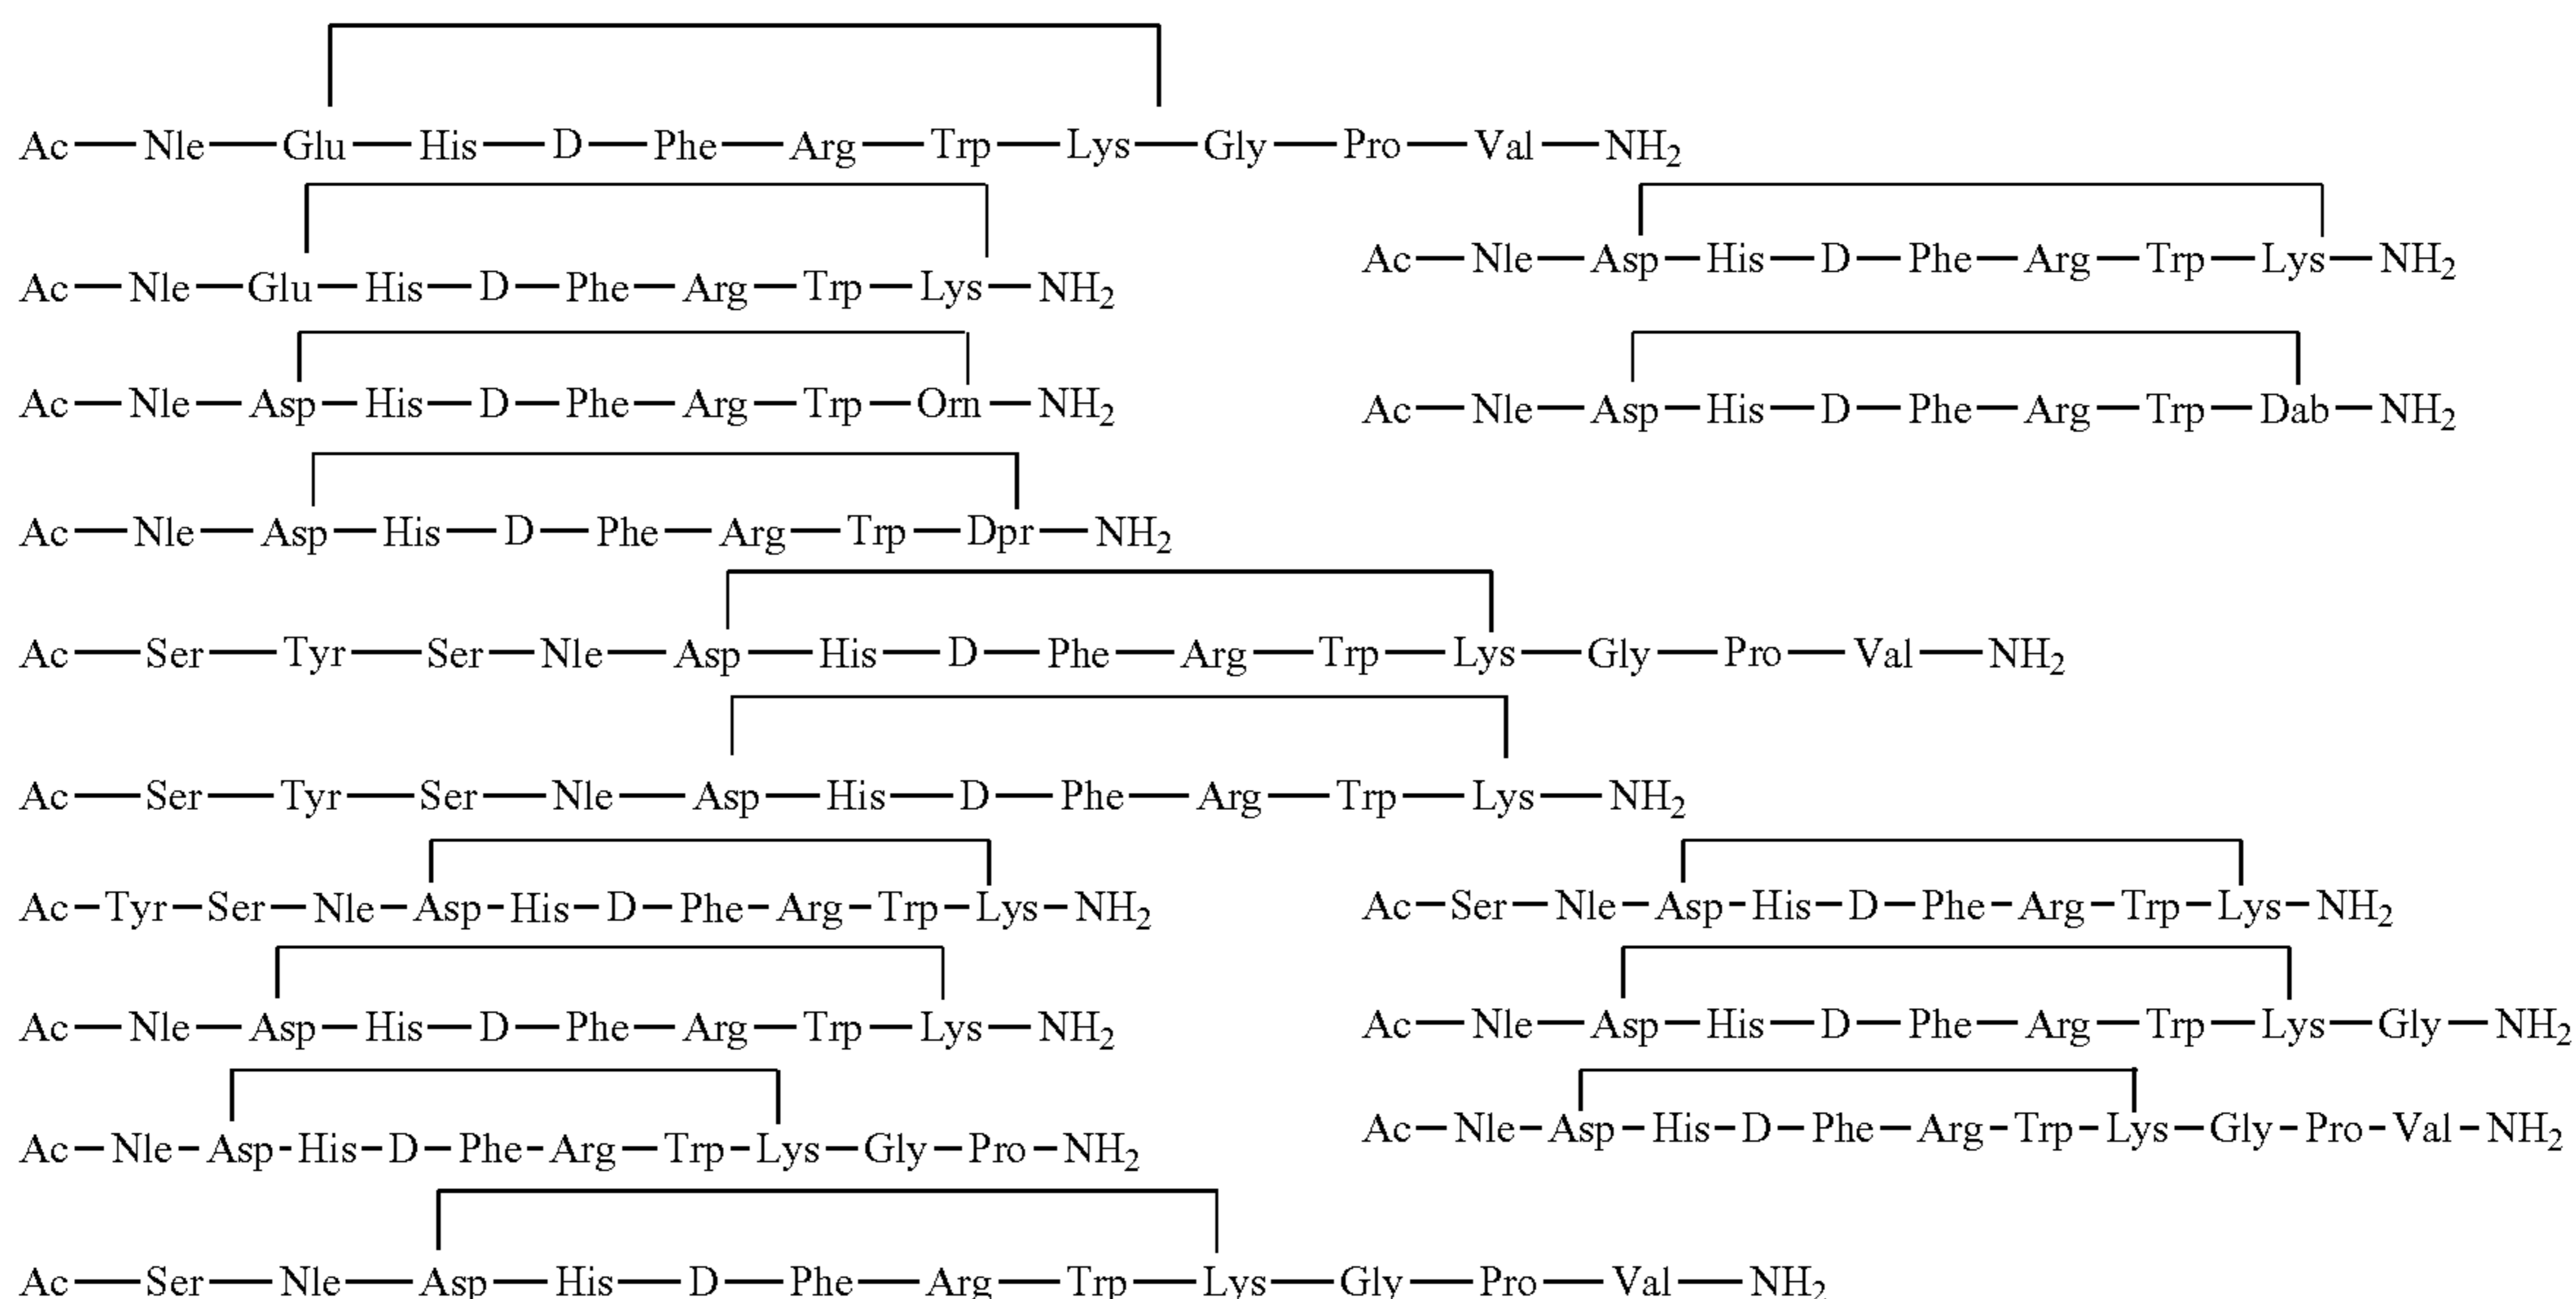 Ac—Nle—Glu—His—D—Phe—Arg—Trp—Lys—Gly—Pro—Val—NH2
Ac—Nle—Glu—His—D—Phe—Arg—Trp—Lys—NH2
Ac—Nle—Asp—His—D—Phe—Arg—Trp—Lys—NH2
Ac—Nle—Asp—His—D—Phe—Arg—Trp—Orn—NH2
Ac—Nle—Asp—His—D—Phe—Arg—Trp—Dab—NH2
Ac—Nle—Asp—His—D—Phe—Arg—Trp—Dpr—NH2
Ac—Ser—Tyr—Ser—Nle—Asp—His—D—Phe—Arg—Trp—Lys—Gly—Pro—Val—NH2
Ac—Ser—Tyr—Ser—Nle—Asp—His—D—Phe—Arg—Trp—Lys—NH2
Ac—Tyr—Ser—Nle—Asp—His—D—Phe—Arg—Trp—Lys—NH2
Ac—Ser—Nle—Asp—His—D—Phe—Arg—Trp—Lys—NH2
Ac—Nle—Asp—His—D—Phe—Arg—Trp—Lys—NH2
Ac—Nle—Asp—His—D—Phe—Arg—Trp—Lys—Gly—NH2
Ac—Nle—Asp—His—D—Phe—Arg—Trp—Lys—Gly—Pro—NH2
Ac—Nle—Asp—His—D—Phe—Arg—Trp—Lys—Gly—Pro—Val—NH2
Ac—Ser—Nle—Asp—His—D—Phe—Arg—Trp—Lys—Gly—Pro—Val—NH2